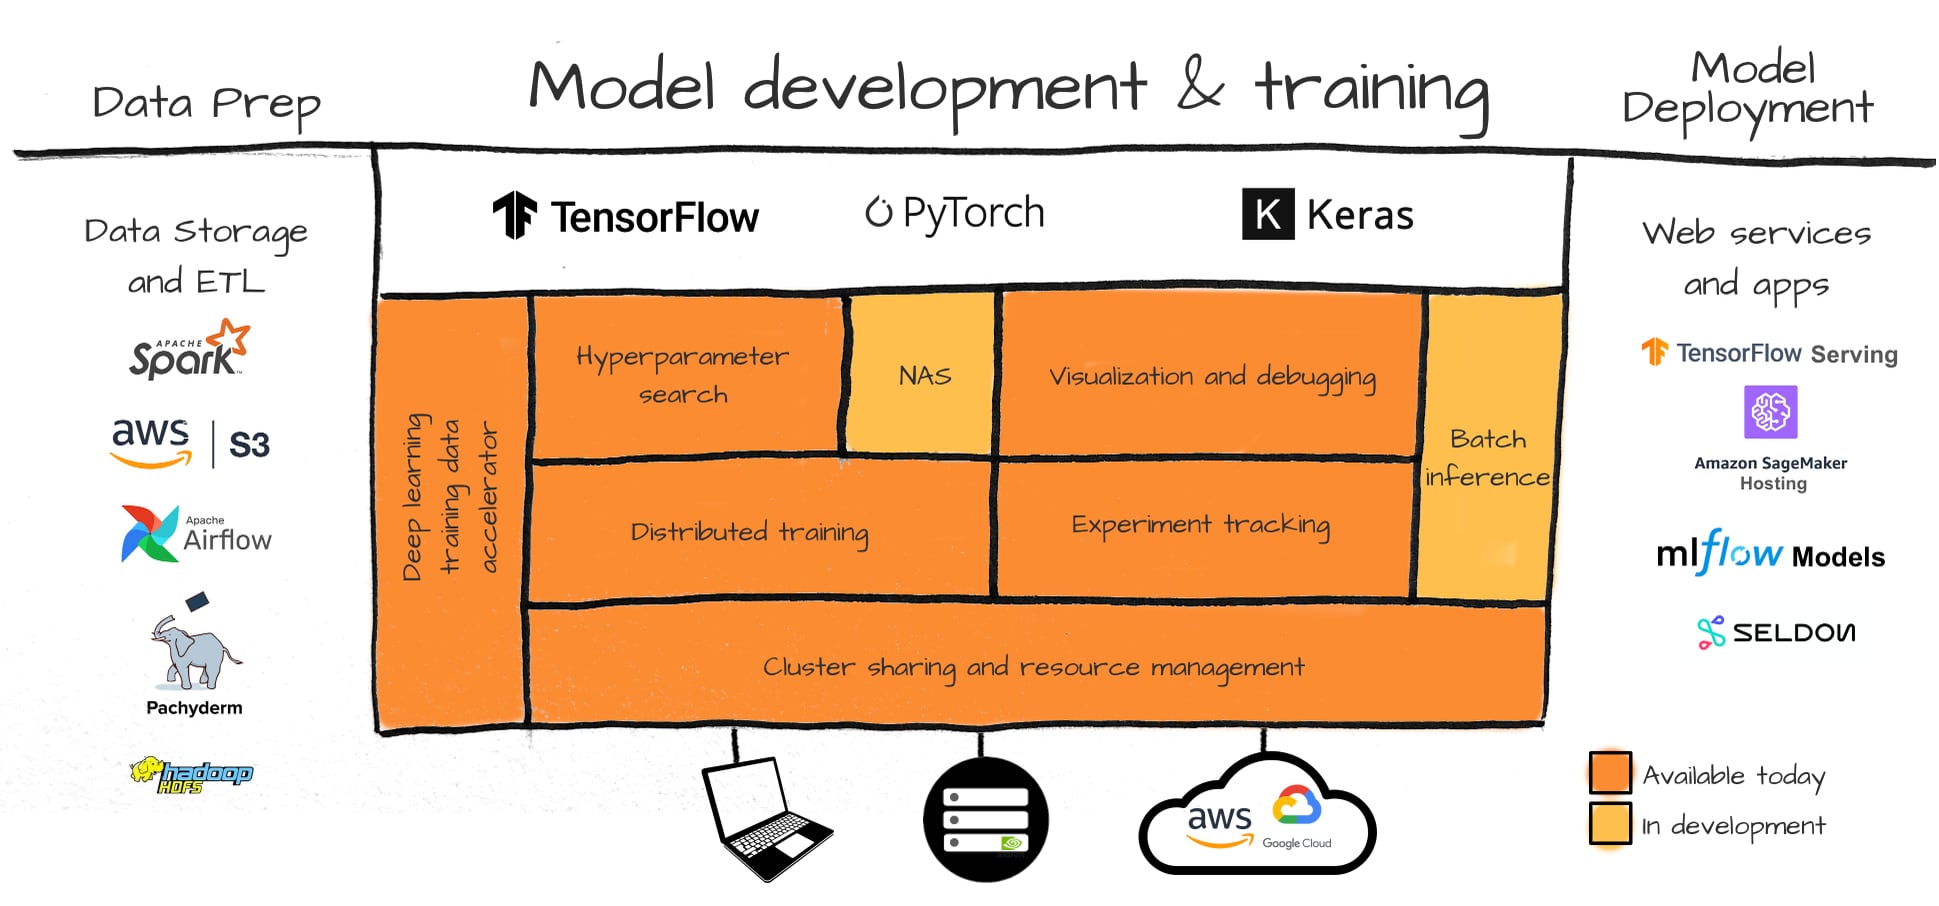 Data Prep
Model development & training
Model
Deployment
Data Storage
and ETL
APACHE
Spark
TM
aws | S3
Apache
Airflow
Pachyderm
hadoop
HDFS
TensorFlow
PyTorch
K Keras
Deep learning
training data
accelerator
Hyperparameter
search
NAS
Visualization and debugging
Batch
inference
Distributed training
Experiment tracking
Cluster sharing and resource management
aws
Google Cloud
Web services
and apps
TensorFlow Serving
Amazon SageMaker
Hosting
mlflow Models
SELDON
Available today
In development